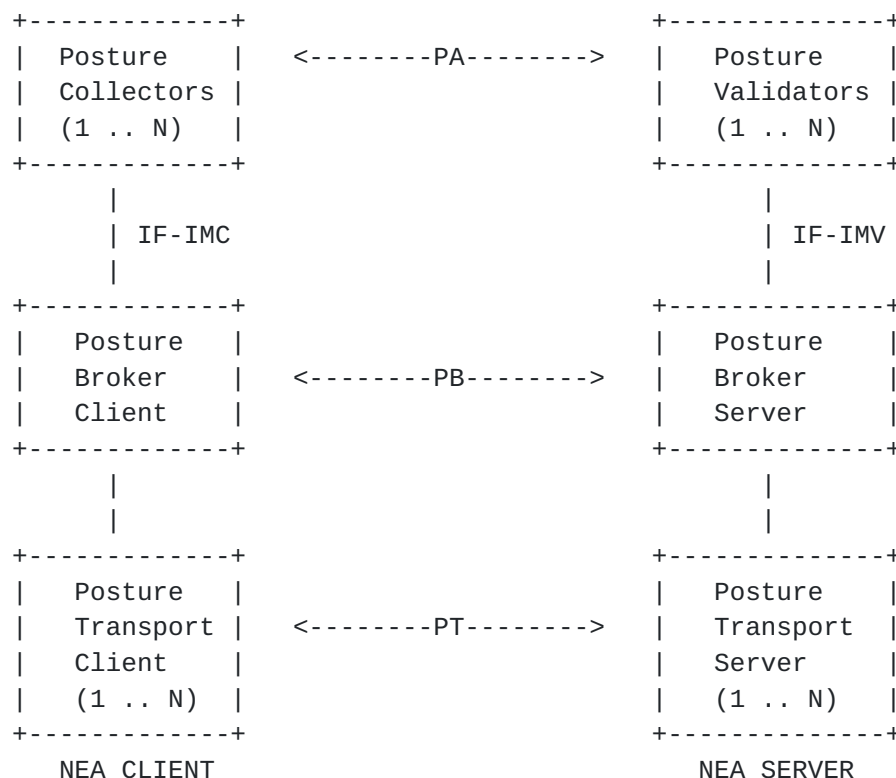 +-------------+                          +--------------+
|  Posture    |   <--------PA-------->   |   Posture    |
|  Collectors |                          |   Validators |
|  (1 .. N)   |                          |   (1 .. N)   |
+-------------+                          +--------------+
      |                                         |
      | IF-IMC                                  | IF-IMV
      |                                         |
+-------------+                          +--------------+
|   Posture   |                          |   Posture    |
|   Broker    |   <--------PB-------->   |   Broker     |
|   Client    |                          |   Server     |
+-------------+                          +--------------+
      |                                         |
      |                                         |
+-------------+                          +--------------+
|   Posture   |                          |   Posture    |
|   Transport |   <--------PT-------->   |   Transport  |
|   Client    |                          |   Server     |
|   (1 .. N)  |                          |   (1 .. N)   |
+-------------+                          +--------------+
   NEA CLIENT                               NEA SERVER